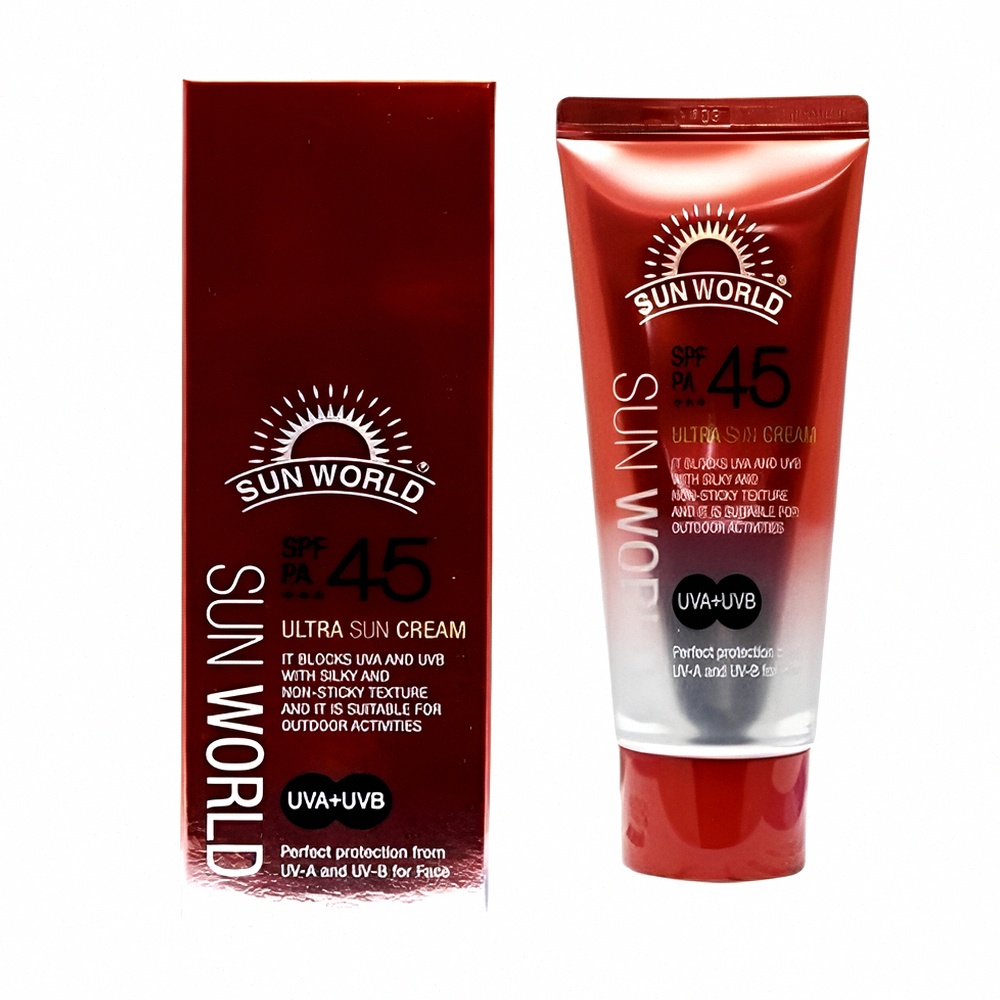 SUN WORLD
SPF
PA
+++
45
ULTRA SUN CREAM
IT BLOCKS UVA AND UVB
WITH SILKY AND
NON-STICKY TEXTURE
AND IT IS SUITABLE FOR
OUTDOOR ACTIVITIES
UVA+UVB
Perfect protection from
UV-A and UV-B for Face
SUN WORLD
SUN WORLD
®
SPF
PA
+++
45
ULTRA SUN CREAM
IT BLOCKS UVA AND UVB
WITH SILKY AND
NON-STICKY TEXTURE
AND IT IS SUITABLE FOR
OUTDOOR ACTIVITIES
UVA+UVB
Perfect protection
UV-A and UV-B for
SUN WORL